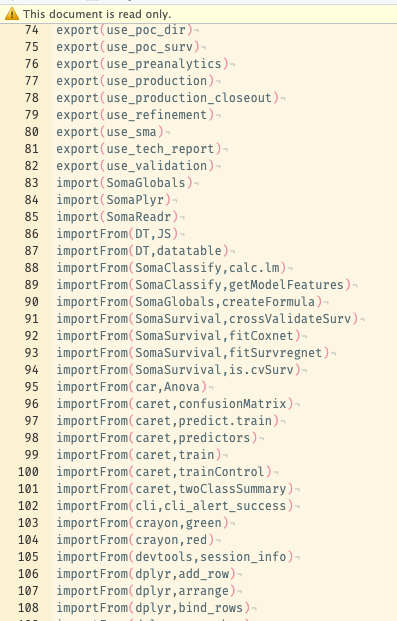 This document is read only.
74 export(use_poc_dir)¬
75 export(use_poc_surv)¬
76 export(use_preanalytics)¬
77 export(use_production)¬
78 export(use_production_closeout)¬
79 export(use_refinement)¬
80 export(use_sma)¬
81 export(use_tech_report)¬
82 export(use_validation)¬
83 import(SomaGlobals)¬
84 import(SomaPlyr)¬
85 import(SomaReadr)¬
86 importFrom(DT,JS)¬
87 importFrom(DT,datatable)¬
88 importFrom(SomaClassify,calc.lm)¬
89 importFrom(SomaClassify,getModelFeatures)¬
90 importFrom(SomaGlobals,createFormula)¬
91 importFrom(SomaSurvival,crossValidateSurv)¬
92 importFrom(SomaSurvival,fitCoxnet)¬
93 importFrom(SomaSurvival,fitSurvregnet)¬
94 importFrom(SomaSurvival,is.cvSurv)¬
95 importFrom(car,Anova)¬
96 importFrom(caret,confusionMatrix)¬
97 importFrom(caret,predict.train)¬
98 importFrom(caret,predictors)¬
99 importFrom(caret,train)¬
100 importFrom(caret,trainControl)¬
101 importFrom(caret,twoClassSummary)¬
102 importFrom(cli,cli_alert_success)¬
103 importFrom(crayon,green)¬
104 importFrom(crayon,red)¬
105 importFrom(devtools,session_info)¬
106 importFrom(dplyr,add_row)¬
107 importFrom(dplyr,arrange)¬
108 importFrom(dplyr,bind_rows)¬